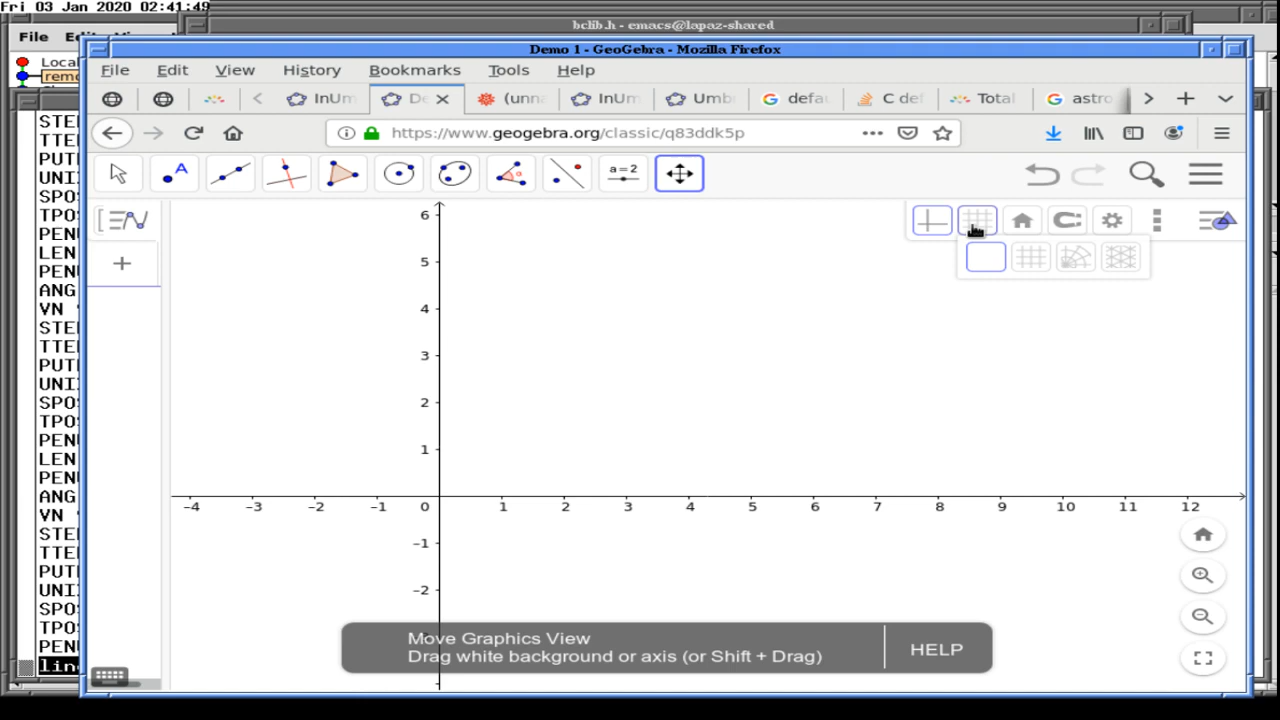 Fri 03 Jan 2020 02:41:49
bclib.h - emacs@lapaz-shared
File
Demo 1 - GeoGebra - Mozilla Firefox
File Edit View History Bookmarks Tools Help
InUm
De
(unna
InUm
Umb
defau
C def
Total
astro
https://www.geogebra.org/classic/q83ddk5p
A
a=2
6
5
4
3
2
1
-4 -3 -2 -1 0 1 2 3 4 5 6 7 8 9 10 11 12
-1
-2
Move Graphics View
Drag white background or axis (or Shift + Drag)
HELP
Loca
remo
STE
TTE
PUT
UNI
SPO
TPO
PEN
LEN
PEN
ANG
VN
STE
TTE
PUT
UNI
SPO
TPO
PEN
LEN
PEN
ANG
VN
STE
TTE
PUT
UNI
SPO
TPO
PEN
line